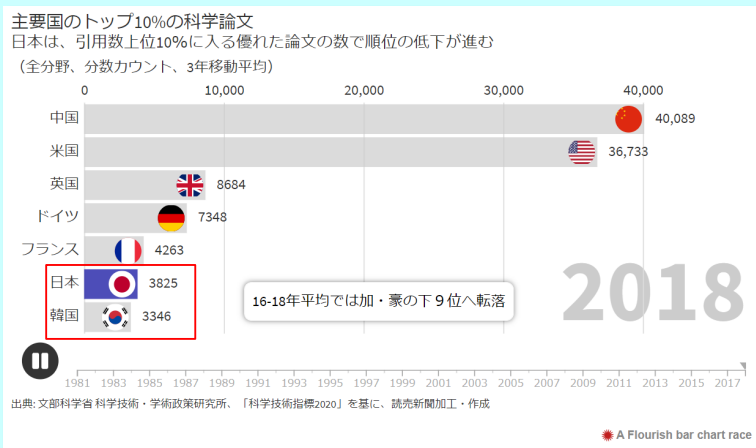 主要国のトップ10%の科学論文
日本は、引用数上位10%に入る優れた論文の数で順位の低下が進む
（全分野、分数カウント、3年移動平均）
0 10,000 20,000 30,000 40,000
中国 40,089
米国 36,733
英国 8684
ドイツ 7348
フランス 4263
日本 3825
韓国 3346
16-18年平均では加・豪の下９位へ転落
2018
1981 1983 1985 1987 1989 1991 1993 1995 1997 1999 2001 2003 2005 2007 2009 2011 2013 2015 2017
出典: 文部科学省 科学技術・学術政策研究所、「科学技術指標2020」を基に、読売新聞加工・作成
A Flourish bar chart race